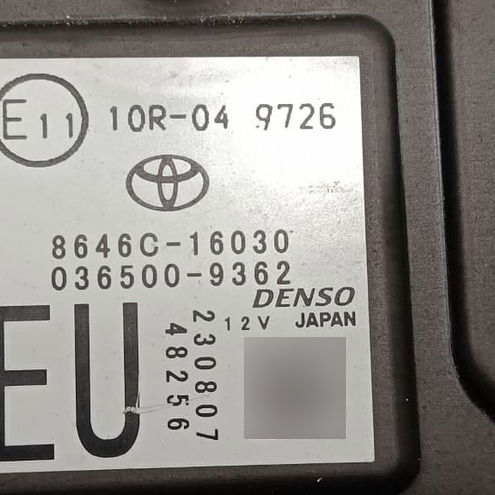 E11 10R-04 9726
8646C-16030
036500-9362
DENSO
12V JAPAN
EU
230807
48256